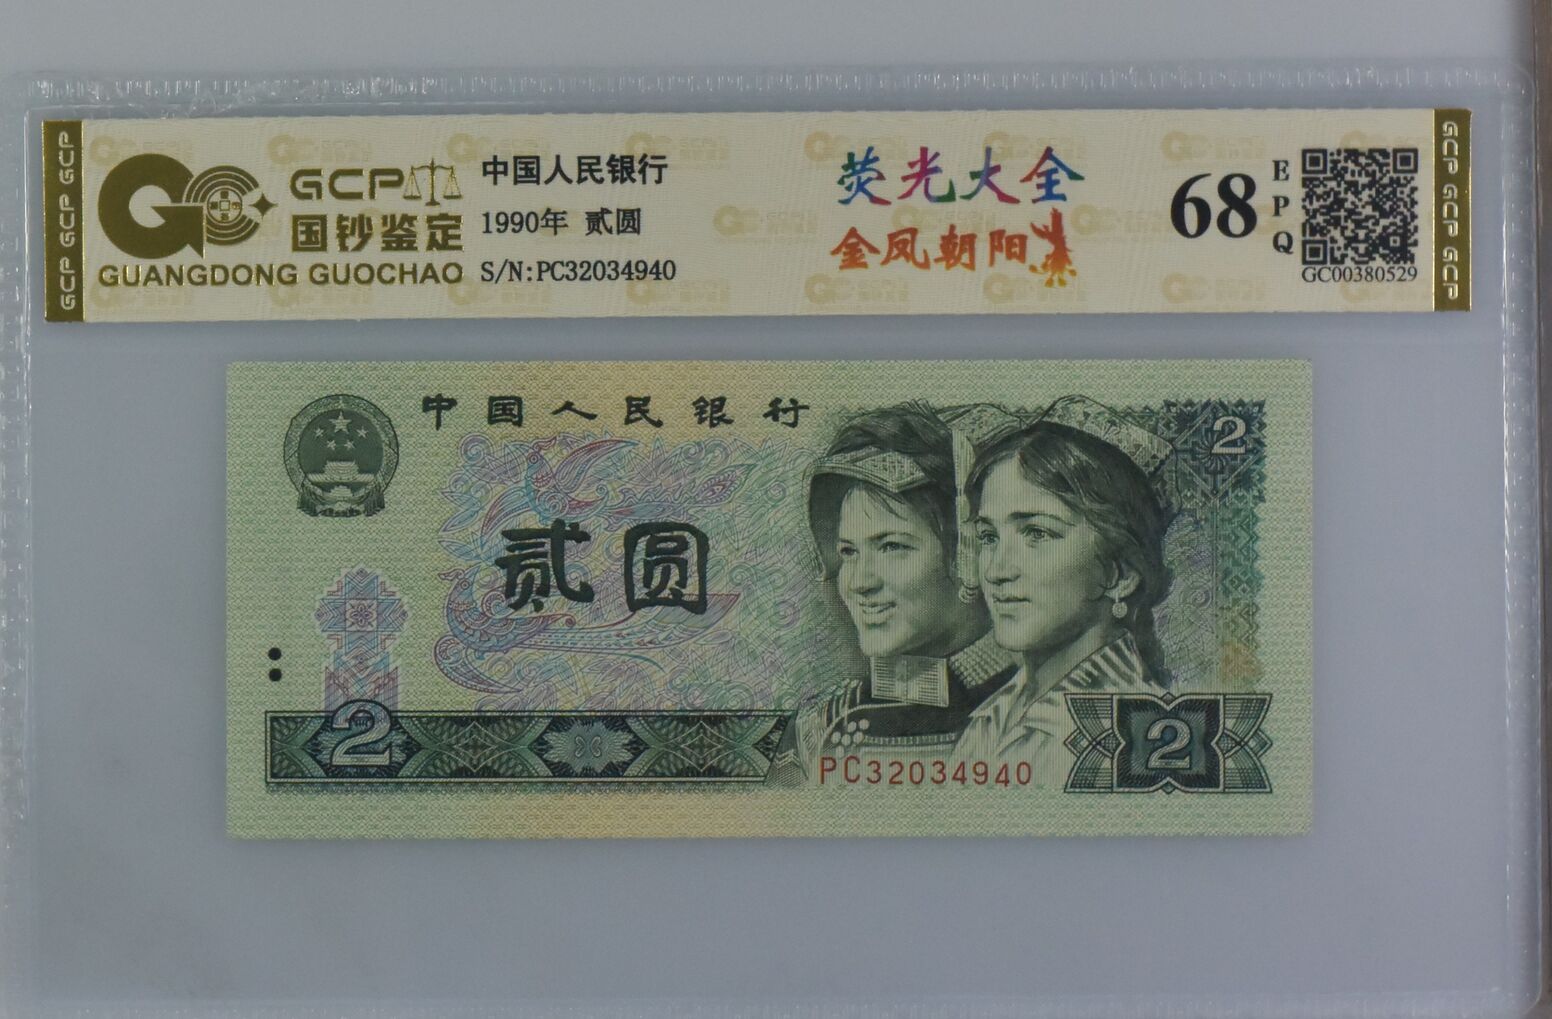 GCP
国钞鉴定
GUANGDONG GUOCHAO
中国人民银行
1990年 贰圆
S/N:PC32034940
荧光大全
金凤朝阳
68
EPQ
GC00380529
GCP GCP GCP
GCP GCP GCP
中国人民银行
2
贰圆
2
PC32034940
2